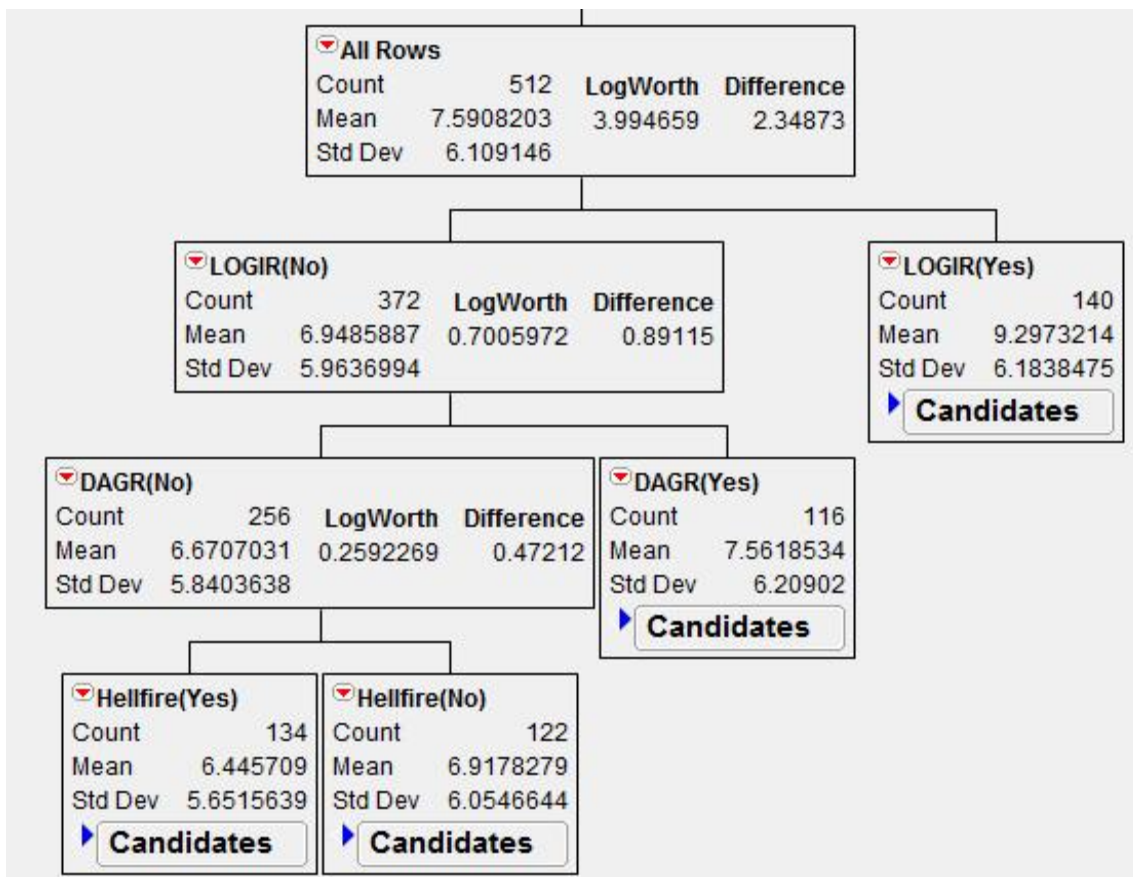 All Rows
Count 512 LogWorth Difference
Mean 7.5908203 3.994659 2.34873
Std Dev 6.109146
LOGIR(No)
Count 372 LogWorth Difference
Mean 6.9485887 0.7005972 0.89115
Std Dev 5.9636994
LOGIR(Yes)
Count 140
Mean 9.2973214
Std Dev 6.1838475
Candidates
DAGR(No)
Count 256 LogWorth Difference
Mean 6.6707031 0.2592269 0.47212
Std Dev 5.8403638
DAGR(Yes)
Count 116
Mean 7.5618534
Std Dev 6.20902
Candidates
Hellfire(Yes)
Count 134
Mean 6.445709
Std Dev 5.6515639
Candidates
Hellfire(No)
Count 122
Mean 6.9178279
Std Dev 6.0546644
Candidates